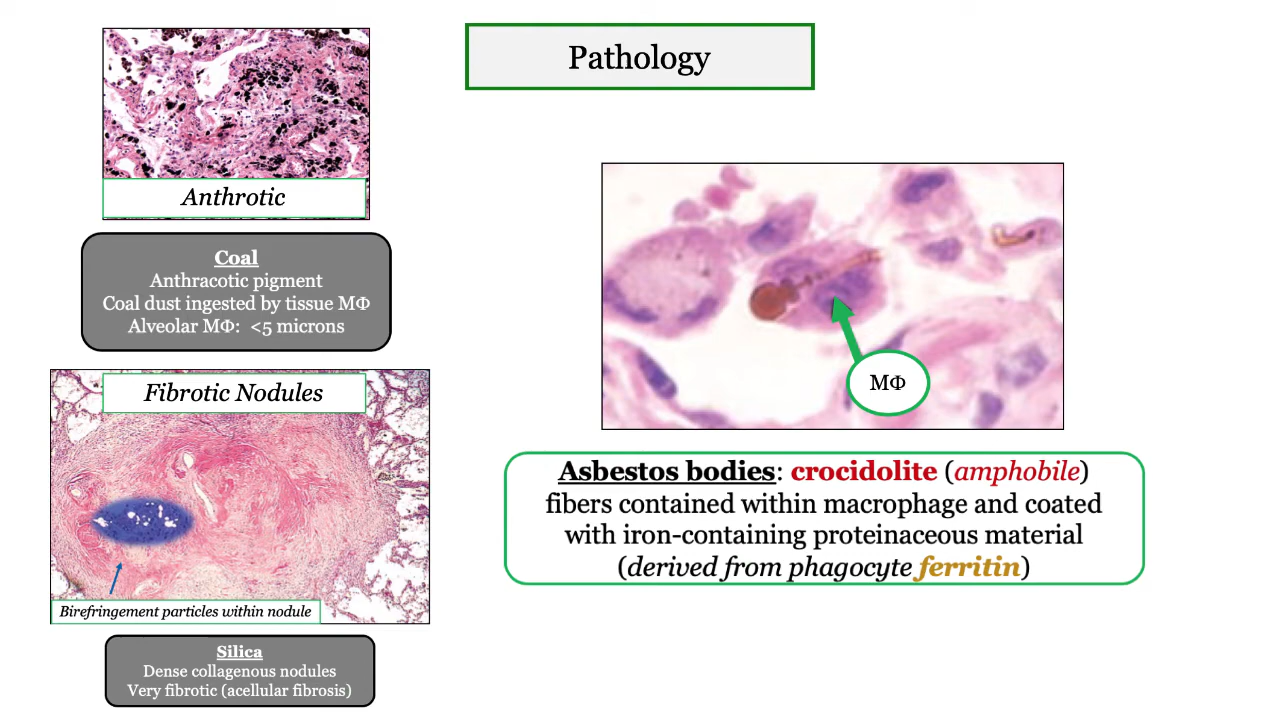 Pathology
Anthrotic
Coal
Anthracotic pigment
Coal dust ingested by tissue MΦ
Alveolar MΦ:  <5 microns
Fibrotic Nodules
Birefringement particles within nodule
Silica
Dense collagenous nodules
Very fibrotic (acellular fibrosis)
MΦ
Asbestos bodies: crocidolite (amphobile)
fibers contained within macrophage and coated
with iron-containing proteinaceous material
(derived from phagocyte ferritin)